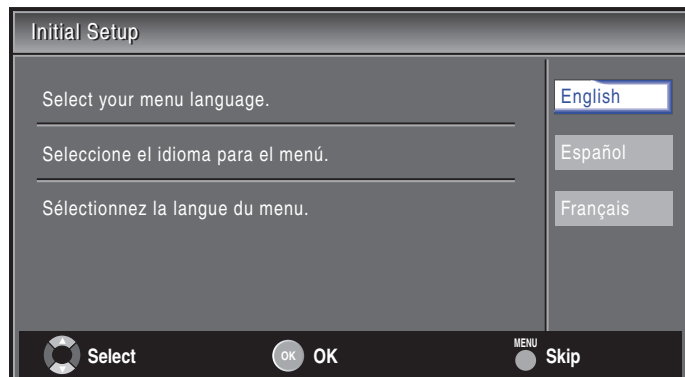 Initial Setup
Select your menu language.
English
Seleccione el idioma para el menú.
Español
Sélectionnez la langue du menu.
Français
Select
OK OK
MENU Skip